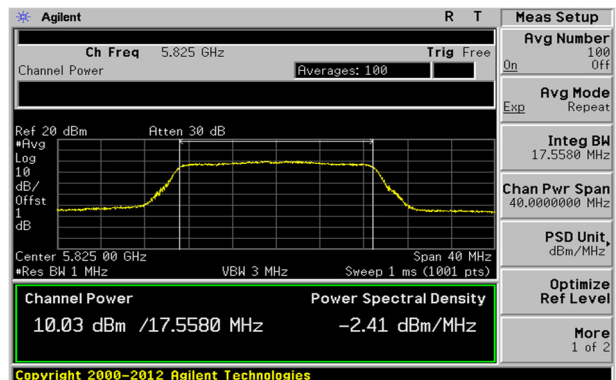 Agilent R T
Ch Freq 5.825 GHz Trig Free
Channel Power Averages: 100
Ref 20 dBm Atten 30 dB
#Avg
Log
10
dB/
Offst
1
dB
Center 5.825 00 GHz Span 40 MHz
#Res BW 1 MHz VBW 3 MHz Sweep 1 ms (1001 pts)
Channel Power Power Spectral Density
10.03 dBm /17.5580 MHz -2.41 dBm/MHz
Copyright 2000-2012 Agilent Technologies
Meas Setup
Avg Number
100
On Off
Avg Mode
Exp Repeat
Integ BW
17.5580 MHz
Chan Pwr Span
40.0000000 MHz
PSD Unit
dBm/MHz
Optimize
Ref Level
More
1 of 2